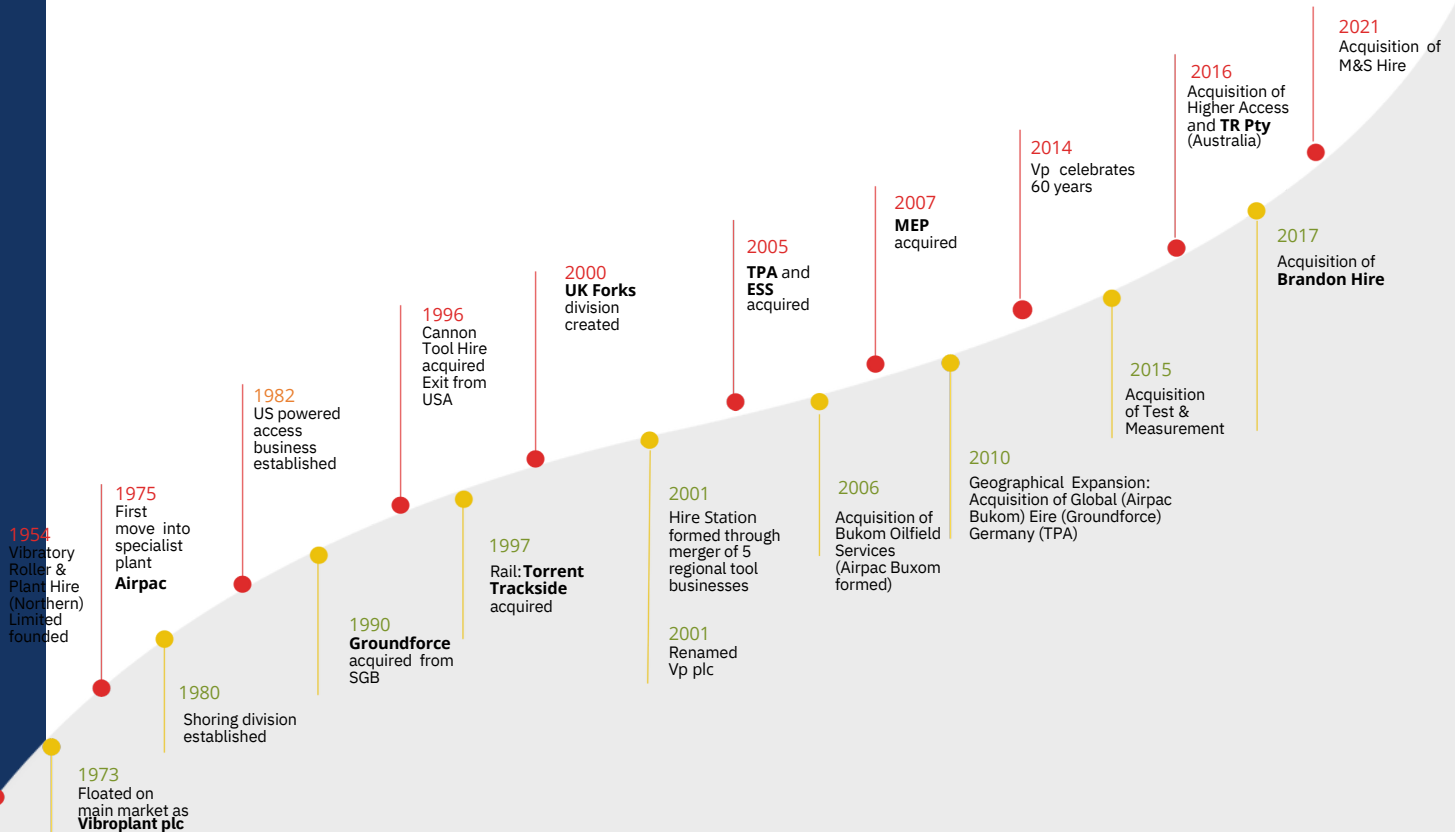 1954
Vibratory
Roller &
Plant Hire
(Northern)
Limited
founded
1973
Floated on
main market as
Vibroplant plc
1975
First
move into
specialist
plant
Airpac
1980
Shoring division
established
1982
US powered
access
business
established
1990
Groundforce
acquired from
SGB
1996
Cannon
Tool Hire
acquired
Exit from
USA
1997
Rail: Torrent
Trackside
acquired
2000
UK Forks
division
created
2001
Hire Station
formed through
merger of 5
regional tool
businesses
2001
Renamed
Vp plc
2005
TPA and
ESS
acquired
2006
Acquisition of
Bukom Oilfield
Services
(Airpac Buxom
formed)
2007
MEP
acquired
2010
Geographical Expansion:
Acquisition of Global (Airpac
Bukom) Eire (Groundforce)
Germany (TPA)
2014
Vp celebrates
60 years
2015
Acquisition
of Test &
Measurement
2016
Acquisition of
Higher Access
and TR Pty
(Australia)
2017
Acquisition of
Brandon Hire
2021
Acquisition of
M&S Hire